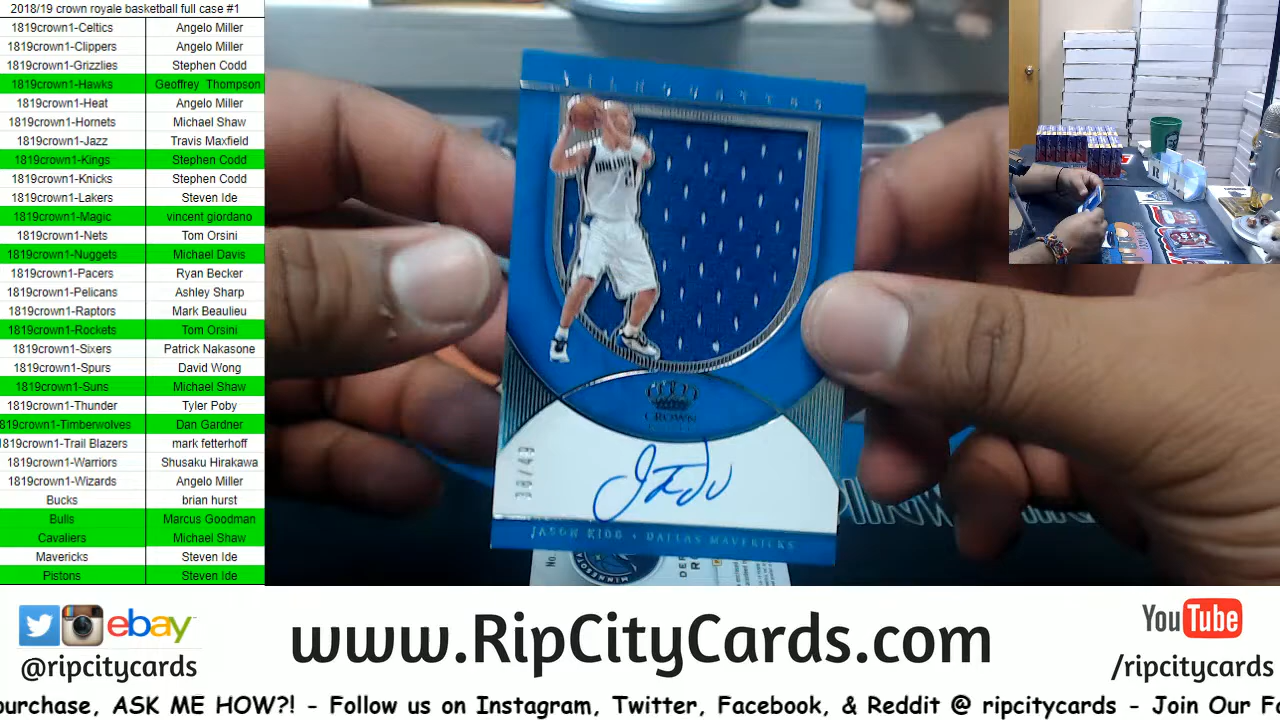 2018/19 crown royale basketball full case #1
1819crown1-Celtics Angelo Miller
1819crown1-Clippers Angelo Miller
1819crown1-Grizzlies Stephen Codd
1819crown1-Hawks Geoffrey Thompson
1819crown1-Heat Angelo Miller
1819crown1-Hornets Michael Shaw
1819crown1-Jazz Travis Maxfield
1819crown1-Kings Stephen Codd
1819crown1-Knicks Stephen Codd
1819crown1-Lakers Steven Ide
1819crown1-Magic vincent giordano
1819crown1-Nets Tom Orsini
1819crown1-Nuggets Michael Davis
1819crown1-Pacers Ryan Becker
1819crown1-Pelicans Ashley Sharp
1819crown1-Raptors Mark Beaulieu
1819crown1-Rockets Tom Orsini
1819crown1-Sixers Patrick Nakasone
1819crown1-Spurs David Wong
1819crown1-Suns Michael Shaw
1819crown1-Thunder Tyler Poby
1819crown1-Timberwolves Dan Gardner
1819crown1-Trail Blazers mark fetterhoff
1819crown1-Warriors Shusaku Hirakawa
1819crown1-Wizards Angelo Miller
Bucks brian hurst
Bulls Marcus Goodman
Cavaliers Michael Shaw
Mavericks Steven Ide
Pistons Steven Ide
SILHOUETTES
CROWN
JASON KIDD • DALLAS MAVERICKS
No.
MINNESOTA
ebay
@ripcitycards
www.RipCityCards.com
YouTube
/ripcitycards
purchase, ASK ME HOW?! - Follow us on Instagram, Twitter, Facebook, & Reddit @ ripcitycards - Join Our